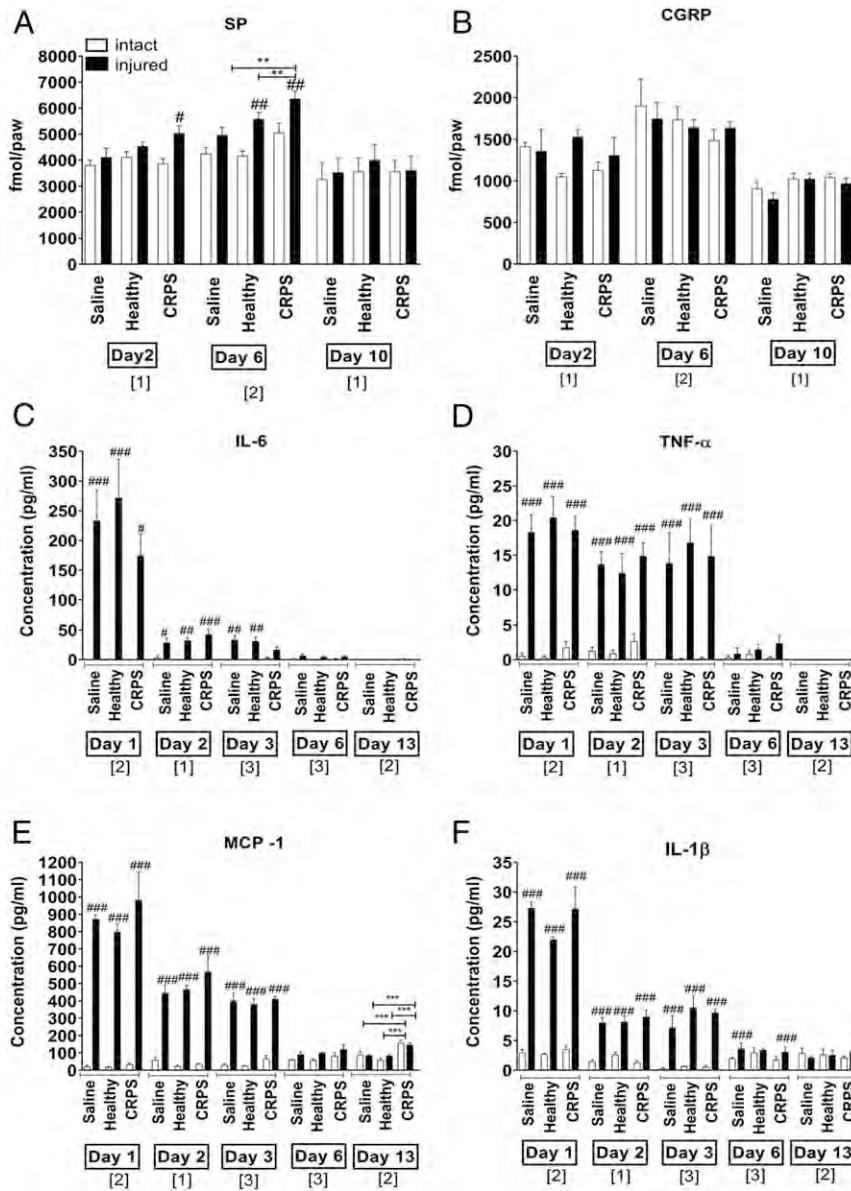 A
SP
intact
injured
8000
7000
6000
5000
4000
3000
2000
1000
0
fmol/paw
#
##
##
**
**
Saline Healthy CRPS Saline Healthy CRPS Saline Healthy CRPS
Day2 Day 6 Day 10
[1] [2] [1]
B
CGRP
2500
2000
1500
1000
500
0
fmol/paw
Saline Healthy CRPS Saline Healthy CRPS Saline Healthy CRPS
Day2 Day 6 Day 10
[1] [2] [1]
C
IL-6
350
300
250
200
150
100
50
0
Concentration (pg/ml)
### ### # # ## ### ## ##
Saline Healthy CRPS Saline Healthy CRPS Saline Healthy CRPS Saline Healthy CRPS Saline Healthy CRPS
Day 1 Day 2 Day 3 Day 6 Day 13
[2] [1] [3] [3] [2]
D
TNF-α
30
25
20
15
10
5
0
Concentration (pg/ml)
### ### ### ### ### ### ### ### ###
Saline Healthy CRPS Saline Healthy CRPS Saline Healthy CRPS Saline Healthy CRPS Saline Healthy CRPS
Day 1 Day 2 Day 3 Day 6 Day 13
[2] [1] [3] [3] [2]
E
MCP -1
1200
1100
1000
900
800
700
600
500
400
300
200
100
0
Concentration (pg/ml)
### ### ### ### ### ### ### ### ###
***
*** ***
***
Saline Healthy CRPS Saline Healthy CRPS Saline Healthy CRPS Saline Healthy CRPS Saline Healthy CRPS
Day 1 Day 2 Day 3 Day 6 Day 13
[2] [1] [3] [3] [2]
F
IL-1β
35
30
25
20
15
10
5
0
Concentration (pg/ml)
### ### ### ### ### ### ### ### ### ### ###
Saline Healthy CRPS Saline Healthy CRPS Saline Healthy CRPS Saline Healthy CRPS Saline Healthy CRPS
Day 1 Day 2 Day 3 Day 6 Day 13
[2] [1] [3] [3] [2]